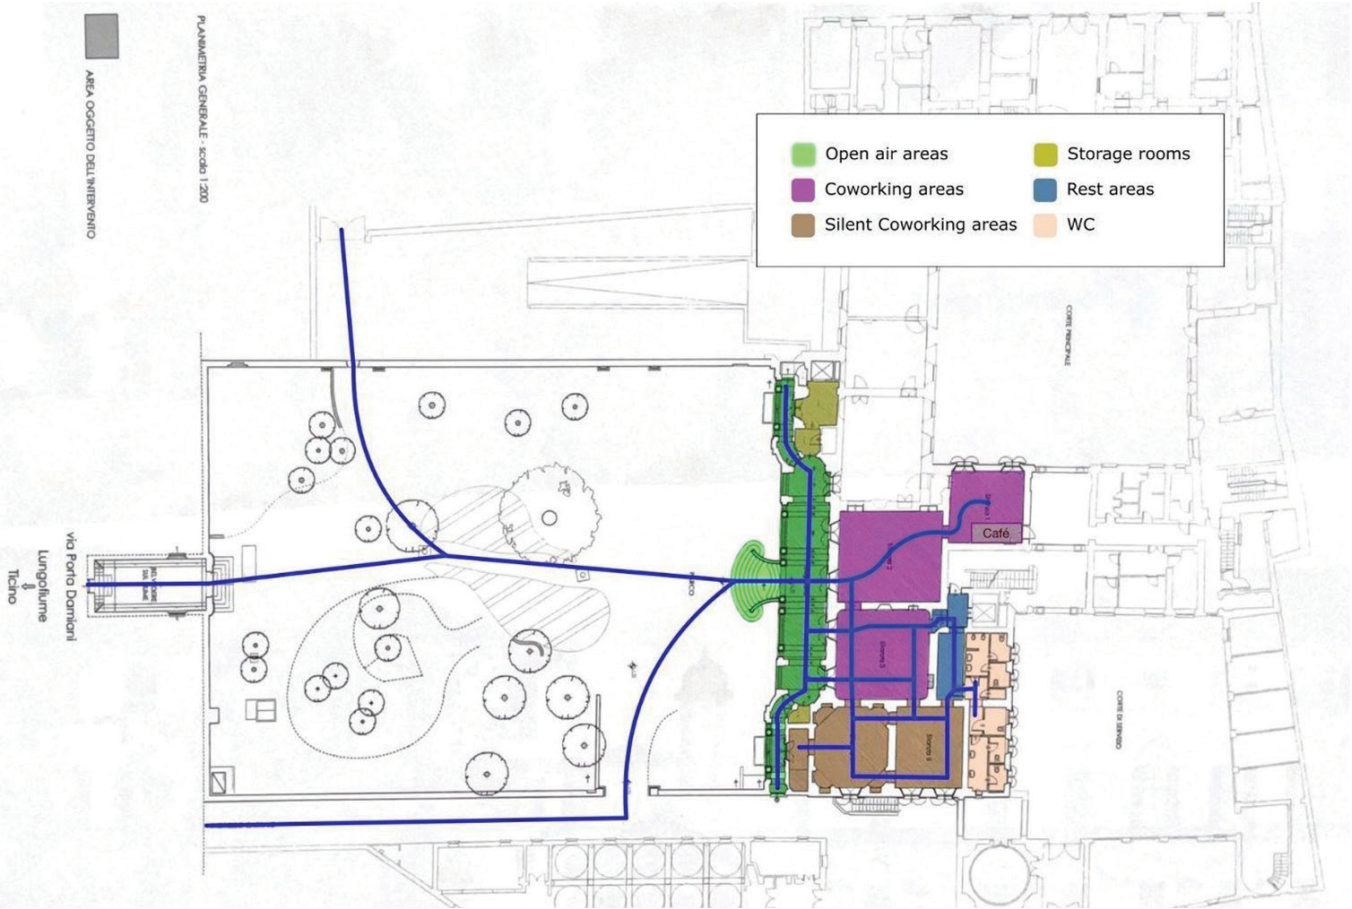 PLANIMETRIA GENERALE - scala 1:200
AREA OGGETTO DELL'INTERVENTO
Open air areas
Coworking areas
Silent Coworking areas
Storage rooms
Rest areas
WC
CORTE PRINCIPALE
Café
via Porto Damiani
Lungofiume
Ticino
CORTE DI SERVIZIO